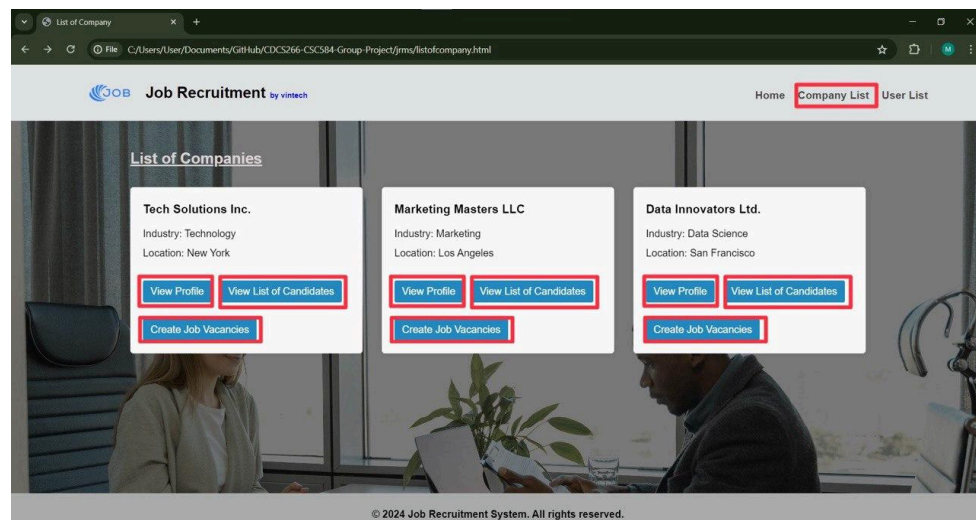 List of Company
File C:/Users/User/Documents/GitHub/CDCS266-CSC584-Group-Project/jrms/listofcompany.html
M
JOB Job Recruitment by vintech
Home Company List User List
List of Companies
Tech Solutions Inc.
Industry: Technology
Location: New York
View Profile View List of Candidates
Create Job Vacancies
Marketing Masters LLC
Industry: Marketing
Location: Los Angeles
View Profile View List of Candidates
Create Job Vacancies
Data Innovators Ltd.
Industry: Data Science
Location: San Francisco
View Profile View List of Candidates
Create Job Vacancies
© 2024 Job Recruitment System. All rights reserved.